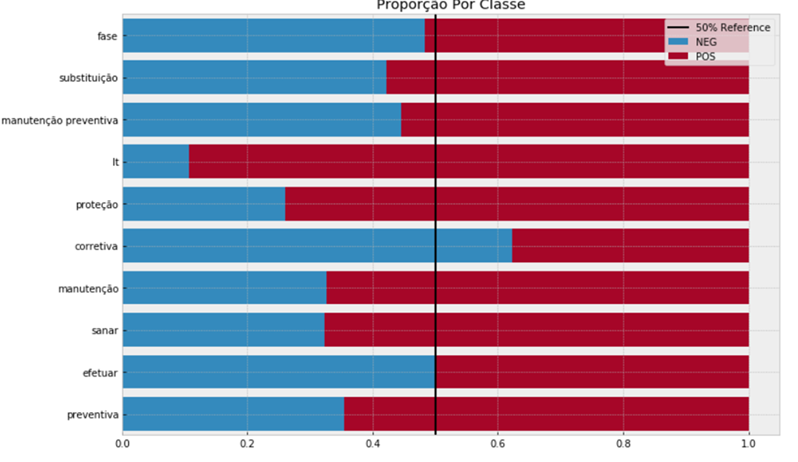 Proporção Por Classe
50% Reference
NEG
POS
fase
substituição
manutenção preventiva
lt
proteção
corretiva
manutenção
sanar
efetuar
preventiva
0.0 0.2 0.4 0.6 0.8 1.0